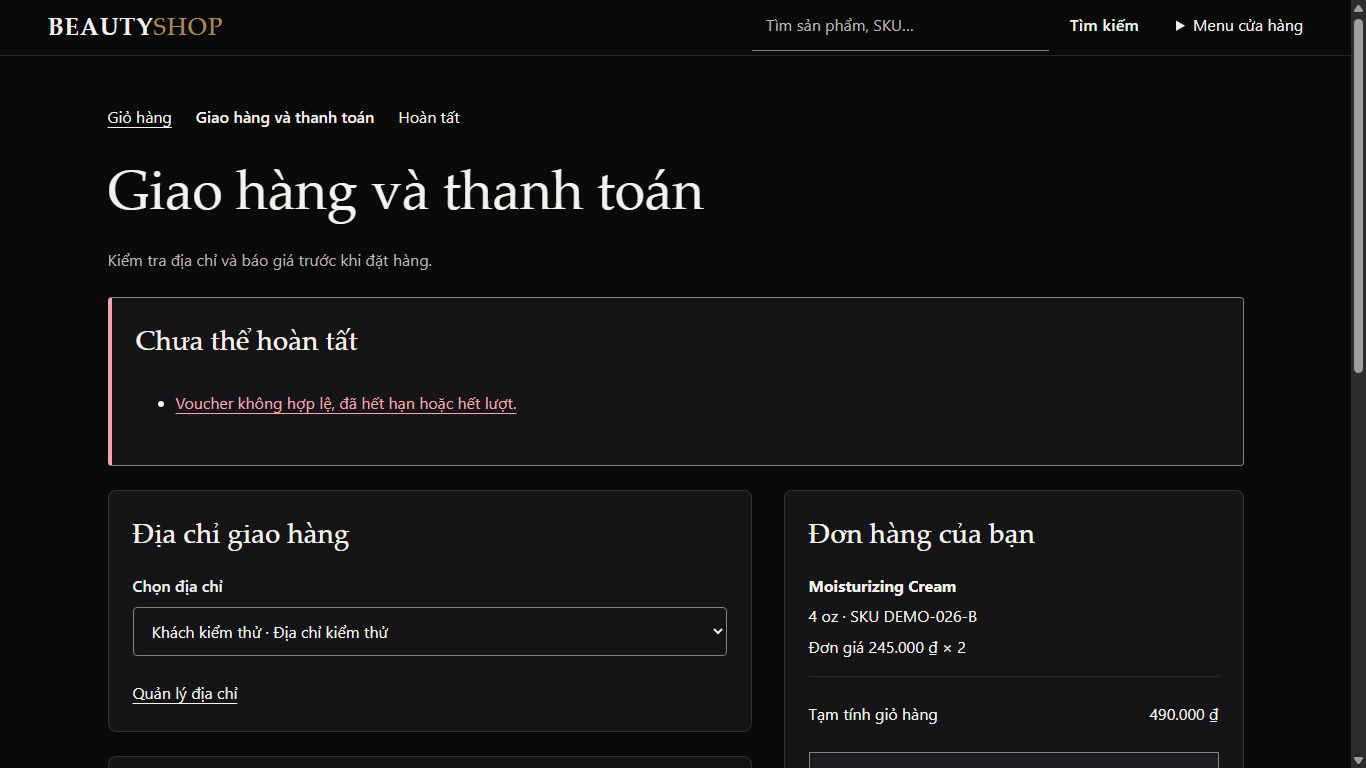 BEAUTYSHOP
Tìm sản phẩm, SKU...
Tìm kiếm
Menu cửa hàng
Giỏ hàng
Giao hàng và thanh toán
Hoàn tất
Giao hàng và thanh toán
Kiểm tra địa chỉ và báo giá trước khi đặt hàng.
Chưa thể hoàn tất
Voucher không hợp lệ, đã hết hạn hoặc hết lượt.
Địa chỉ giao hàng
Chọn địa chỉ
Khách kiểm thử · Địa chỉ kiểm thử
Quản lý địa chỉ
Đơn hàng của bạn
Moisturizing Cream
4 oz · SKU DEMO-026-B
Đơn giá 245.000 ₫ × 2
Tạm tính giỏ hàng 490.000 ₫